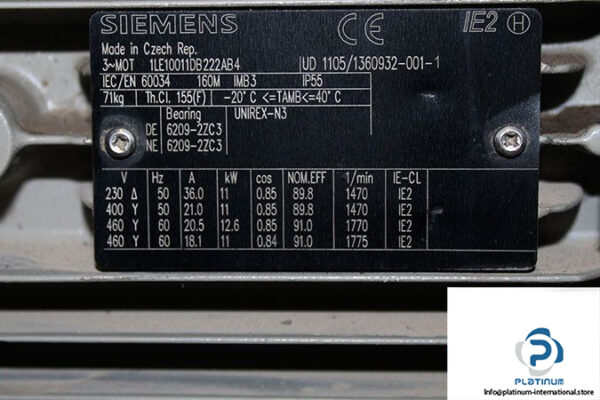 SIEMENS CE IE2 H
Made in Czech Rep.
3~MOT 1LE10011DB222AB4 UD 1105/1360932-001-1
IEC/EN 60034 160M IMB3 IP55
71kg Th.Cl. 155(F) -20°C <=TAMB<=40°C
Bearing UNIREX-N3
DE 6209-2ZC3
NE 6209-2ZC3
V Hz A kW cos NOM.EFF 1/min IE-CL
230 Δ 50 36.0 11 0.85 89.8 1470 IE2
400 Y 50 21.0 11 0.85 89.8 1470 IE2
460 Y 60 20.5 12.6 0.85 91.0 1770 IE2
460 Y 60 18.1 11 0.84 91.0 1775 IE2
PLATINUM
Info@platinum-international.store